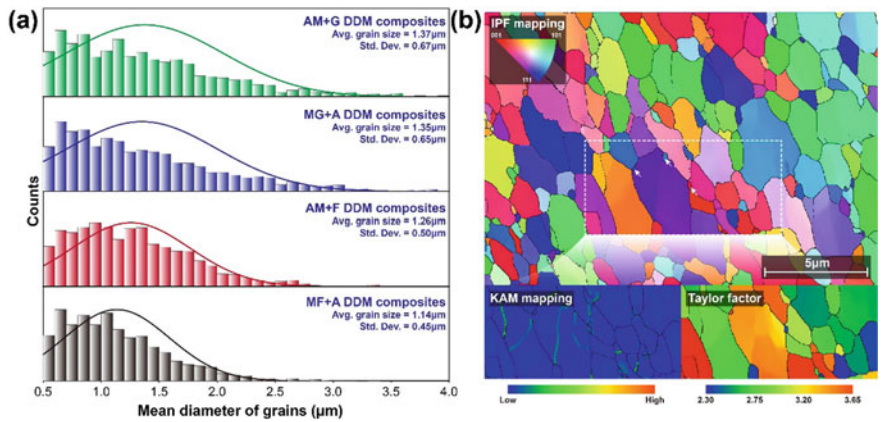 (a)
AM+G DDM composites
Avg. grain size = 1.37μm
Std. Dev. = 0.67μm
MG+A DDM composites
Avg. grain size = 1.35μm
Std. Dev. = 0.65μm
AM+F DDM composites
Avg. grain size = 1.26μm
Std. Dev. = 0.50μm
MF+A DDM composites
Avg. grain size = 1.14μm
Std. Dev. = 0.45μm
Counts
0.5 1.0 1.5 2.0 2.5 3.0 3.5 4.0
Mean diameter of grains (μm)
(b)
IPF mapping
001 101
111
5μm
KAM mapping Taylor factor
Low High 2.30 2.75 3.20 3.65